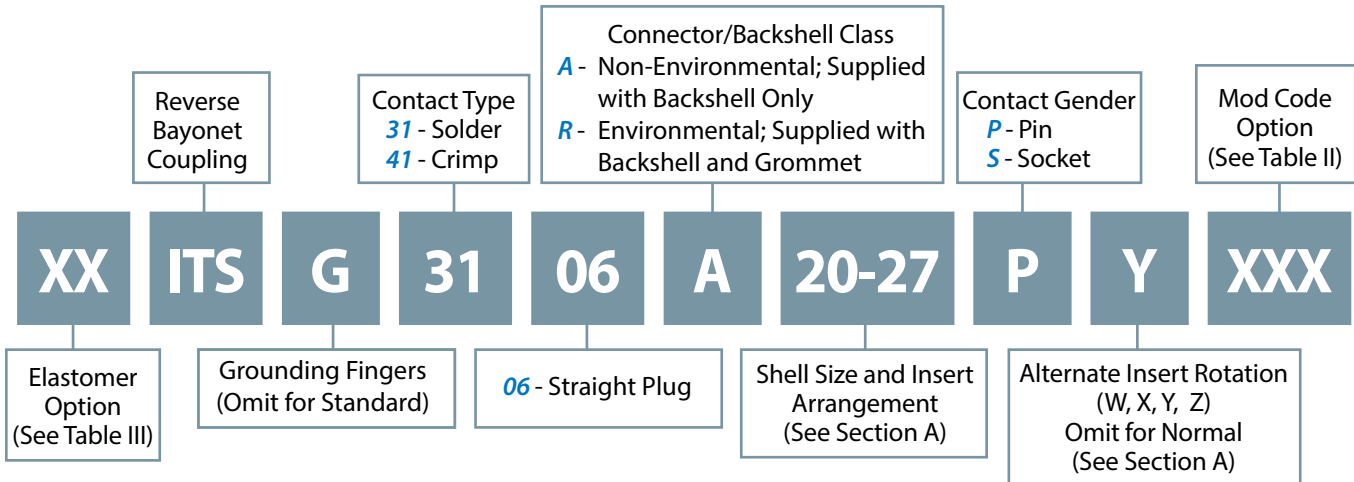 Reverse
Bayonet
Coupling
Contact Type
31 - Solder
41 - Crimp
Connector/Backshell Class
A - Non-Environmental; Supplied
with Backshell Only
R - Environmental; Supplied with
Backshell and Grommet
Contact Gender
P - Pin
S - Socket
Mod Code
Option
(See Table II)
XX ITS G 31 06 A 20-27 P Y XXX
Elastomer
Option
(See Table III)
Grounding Fingers
(Omit for Standard)
06 - Straight Plug
Shell Size and Insert
Arrangement
(See Section A)
Alternate Insert Rotation
(W, X, Y, Z)
Omit for Normal
(See Section A)